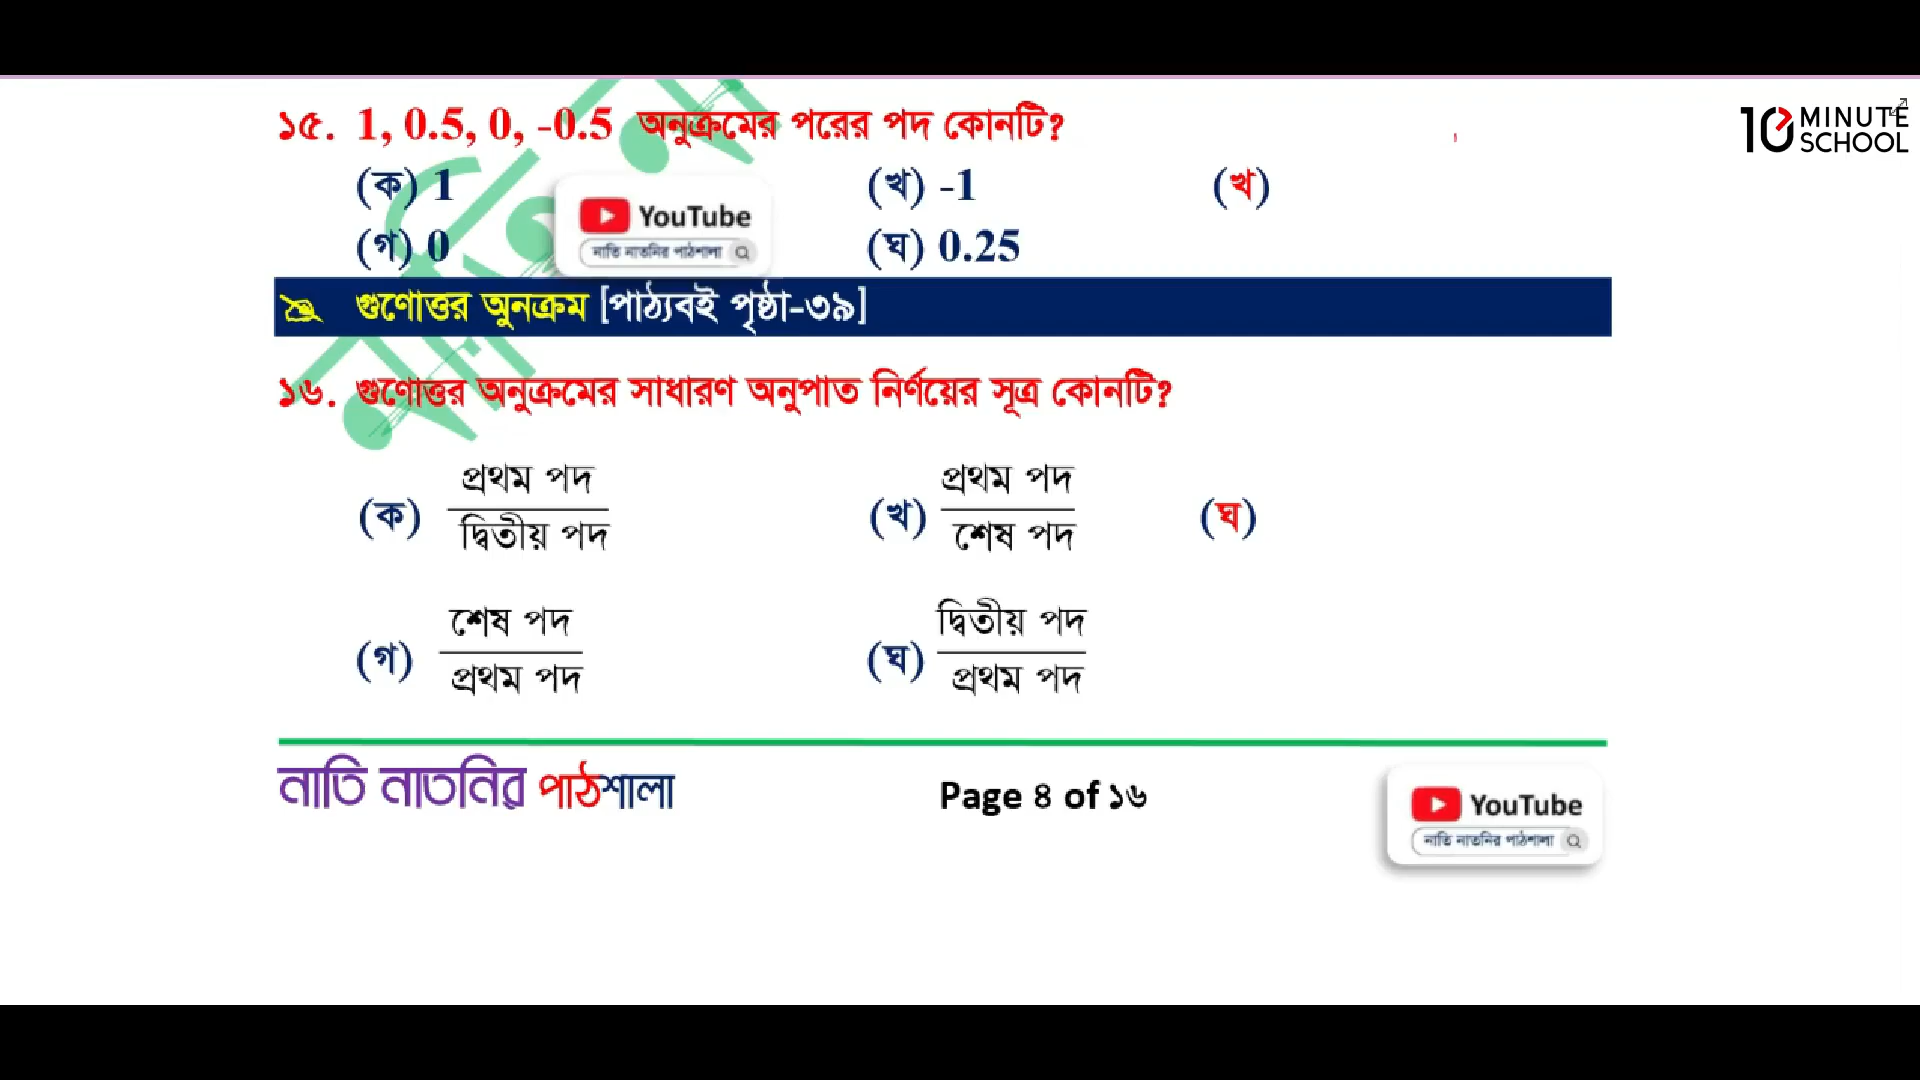 ১৫. 1, 0.5, 0, -0.5 অনুক্রমের পরের পদ কোনটি?
10 MINUTE SCHOOL
(ক) 1 (খ) -1 (খ)
YouTube
নাতি নাতনির পাঠশালা
(গ) 0 (ঘ) 0.25
গুণোত্তর অুনক্রম [পাঠ্যবই পৃষ্ঠা-৩৯]
১৬. গুণোত্তর অনুক্রমের সাধারণ অনুপাত নির্ণয়ের সূত্র কোনটি?
(ক) প্রথম পদ / দ্বিতীয় পদ (খ) প্রথম পদ / শেষ পদ (ঘ)
(গ) শেষ পদ / প্রথম পদ (ঘ) দ্বিতীয় পদ / প্রথম পদ
নাতি নাতনির পাঠশালা Page ৪ of ১৬
YouTube
নাতি নাতনির পাঠশালা